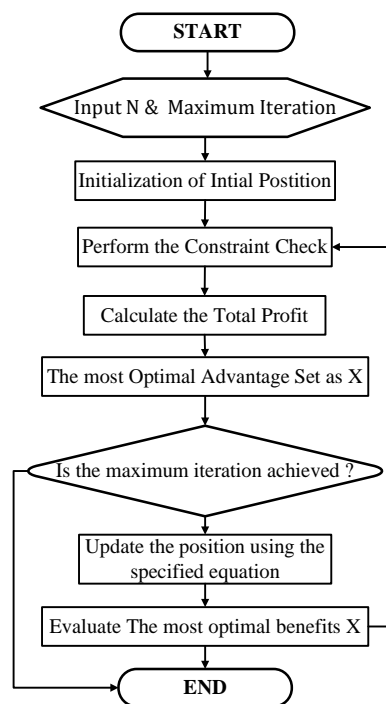 START
Input N & Maximum Iteration
Initialization of Intial Postition
Perform the Constraint Check
Calculate the Total Profit
The most Optimal Advantage Set as X
Is the maximum iteration achieved ?
Update the position using the
specified equation
Evaluate The most optimal benefits X
END